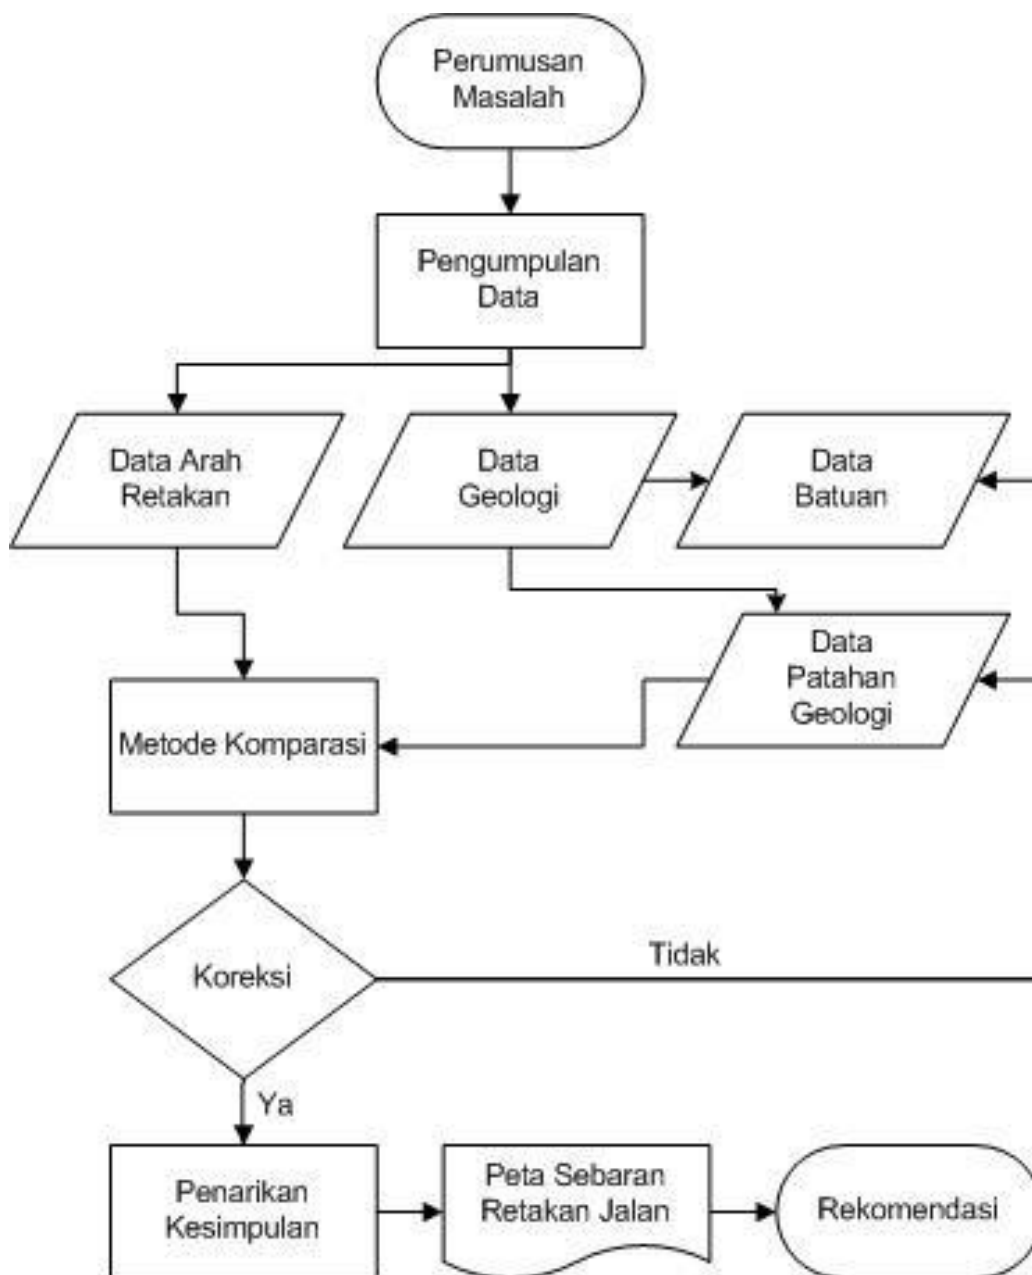 Perumusan
Masalah
Pengumpulan
Data
Data Arah
Retakan
Data
Geologi
Data
Batuan
Data
Patahan
Geologi
Metode Komparasi
Koreksi
Tidak
Ya
Penarikan
Kesimpulan
Peta Sebaran
Retakan Jalan
Rekomendasi